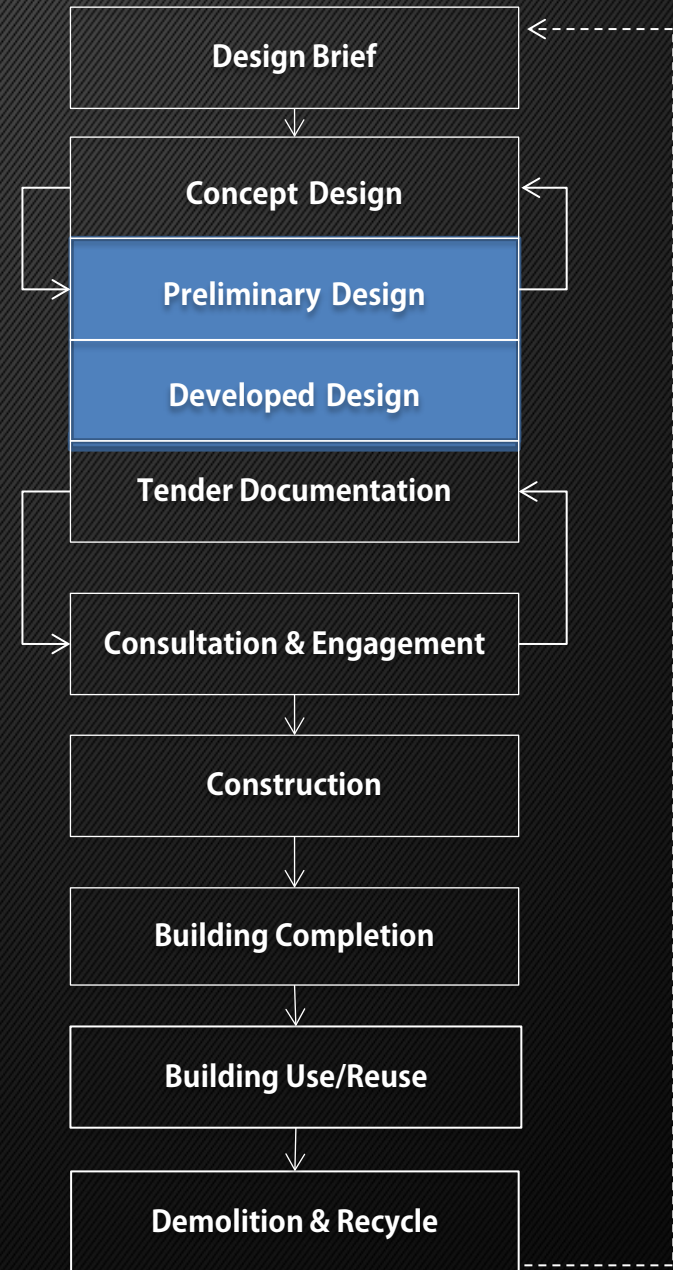 Design Brief
Concept Design
Preliminary Design
Developed Design
Tender Documentation
Consultation & Engagement
Construction
Building Completion
Building Use/Reuse
Demolition & Recycle